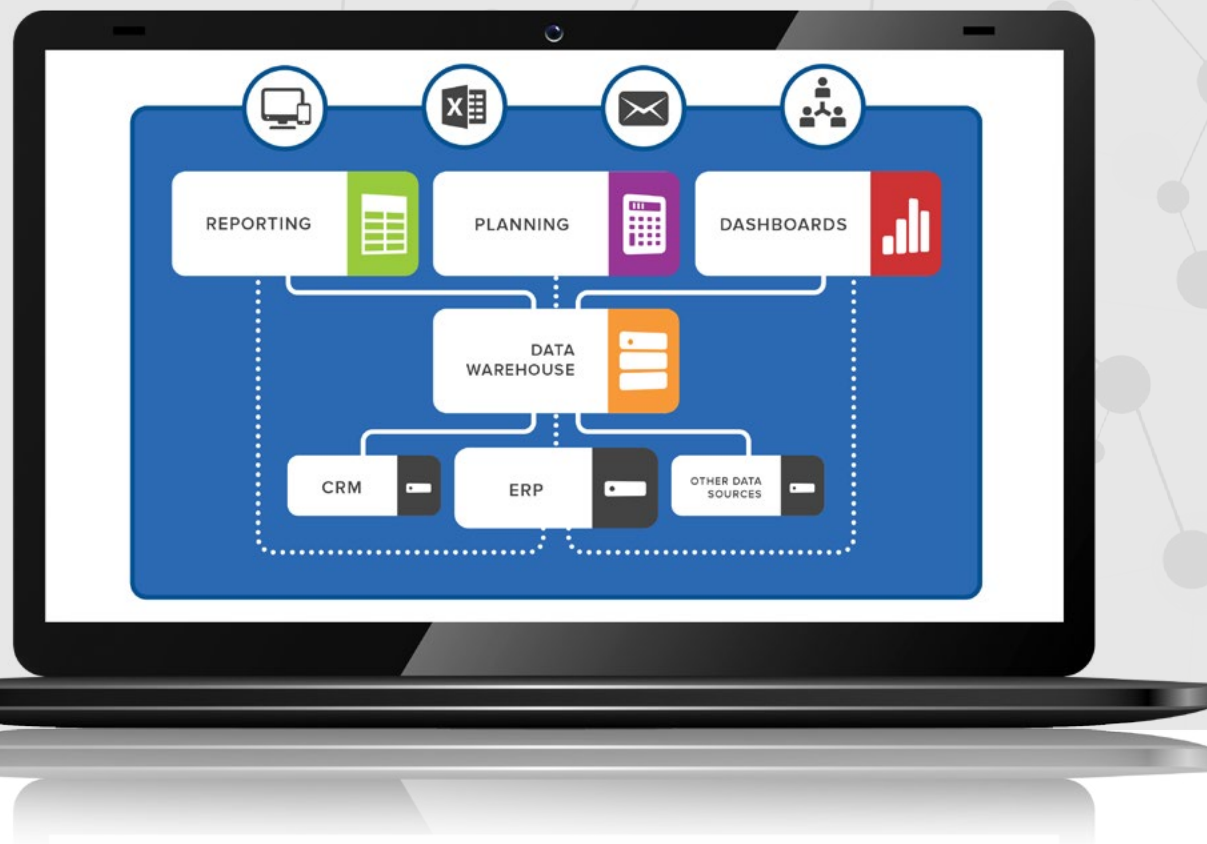 X
REPORTING
PLANNING
DASHBOARDS
DATA
WAREHOUSE
CRM
ERP
OTHER DATA
SOURCES